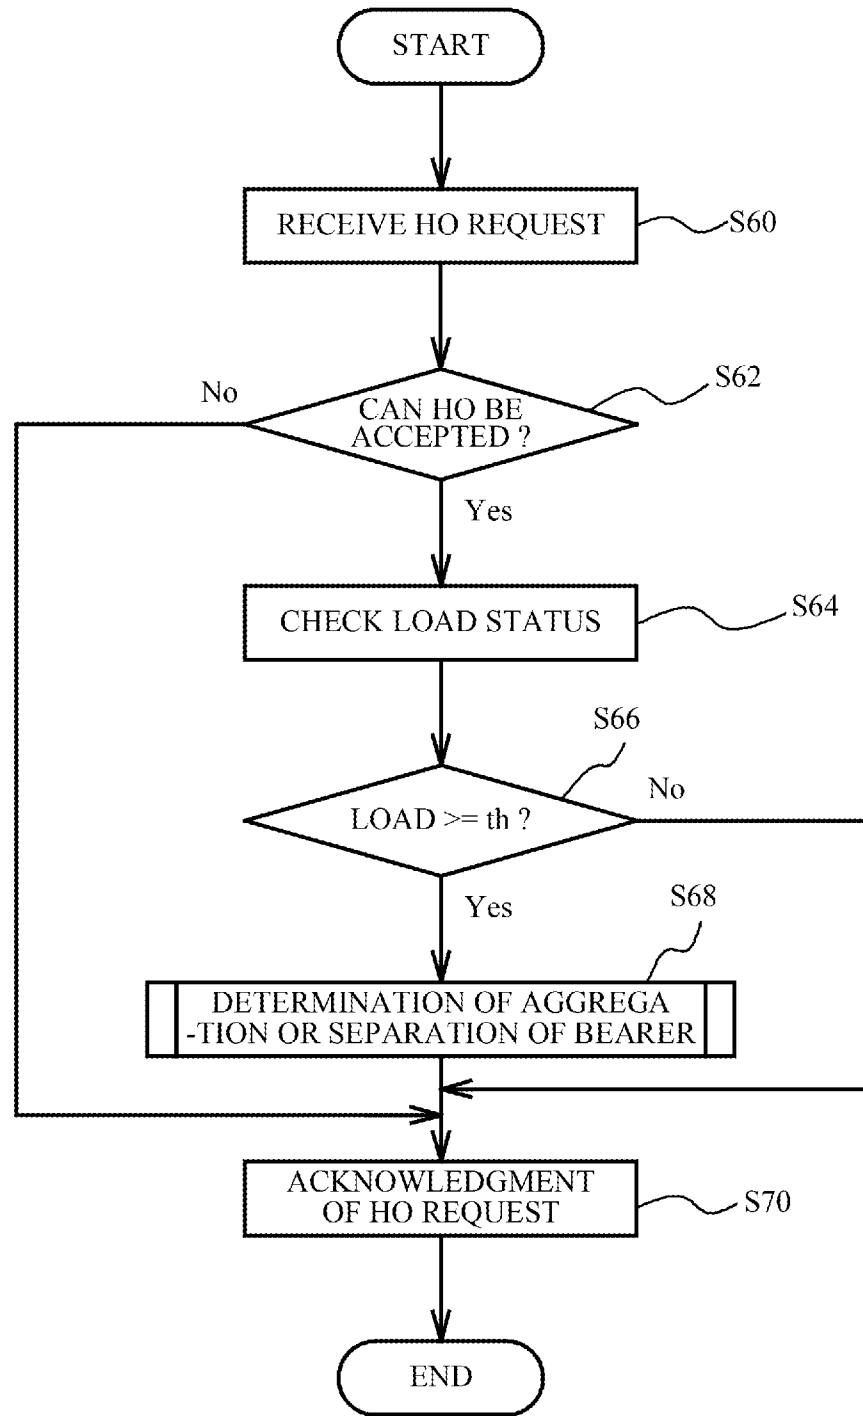 START
RECEIVE HO REQUEST
S60
No
CAN HO BE
ACCEPTED ?
S62
Yes
CHECK LOAD STATUS
S64
S66
LOAD >= th ?
No
Yes
S68
DETERMINATION OF AGGREGA
-TION OR SEPARATION OF BEARER
ACKNOWLEDGMENT
OF HO REQUEST
S70
END